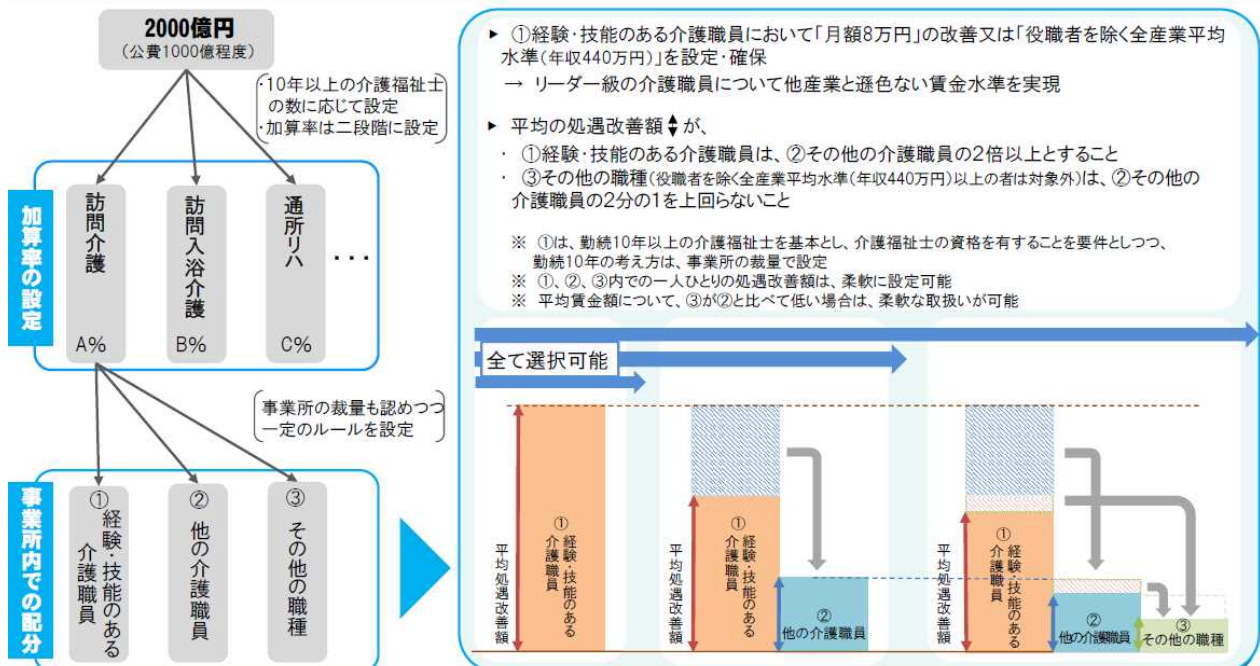 2000億円
(公費1000億程度)
・10年以上の介護福祉士
の数に応じて設定
・加算率は二段階に設定
加算率の設定
訪問介護
A%
訪問入浴介護
B%
通所リハ
C%
・・・
事業所の裁量も認めつつ
一定のルールを設定
事業所内での配分
①
経験・技能のある
介護職員
②
他の介護職員
③
その他の職種
▶ ①経験・技能のある介護職員において「月額8万円」の改善又は「役職者を除く全産業平均
水準(年収440万円)」を設定・確保
→ リーダー級の介護職員について他産業と遜色ない賃金水準を実現
▶ 平均の処遇改善額が、
・ ①経験・技能のある介護職員は、②その他の介護職員の2倍以上とすること
・ ③その他の職種(役職者を除く全産業平均水準(年収440万円)以上の者は対象外)は、②その他の
介護職員の2分の1を上回らないこと
※ ①は、勤続10年以上の介護福祉士を基本とし、介護福祉士の資格を有することを要件としつつ、
勤続10年の考え方は、事業所の裁量で設定
※ ①、②、③内での一人ひとりの処遇改善額は、柔軟に設定可能
※ 平均賃金額について、③が②と比べて低い場合は、柔軟な取扱いが可能
全て選択可能
平均処遇改善額
①
経験・技能のある
介護職員
平均処遇改善額
①
経験・技能のある
介護職員
②
他の介護職員
平均処遇改善額
①
経験・技能のある
介護職員
②
他の介護職員
③
その他の職種